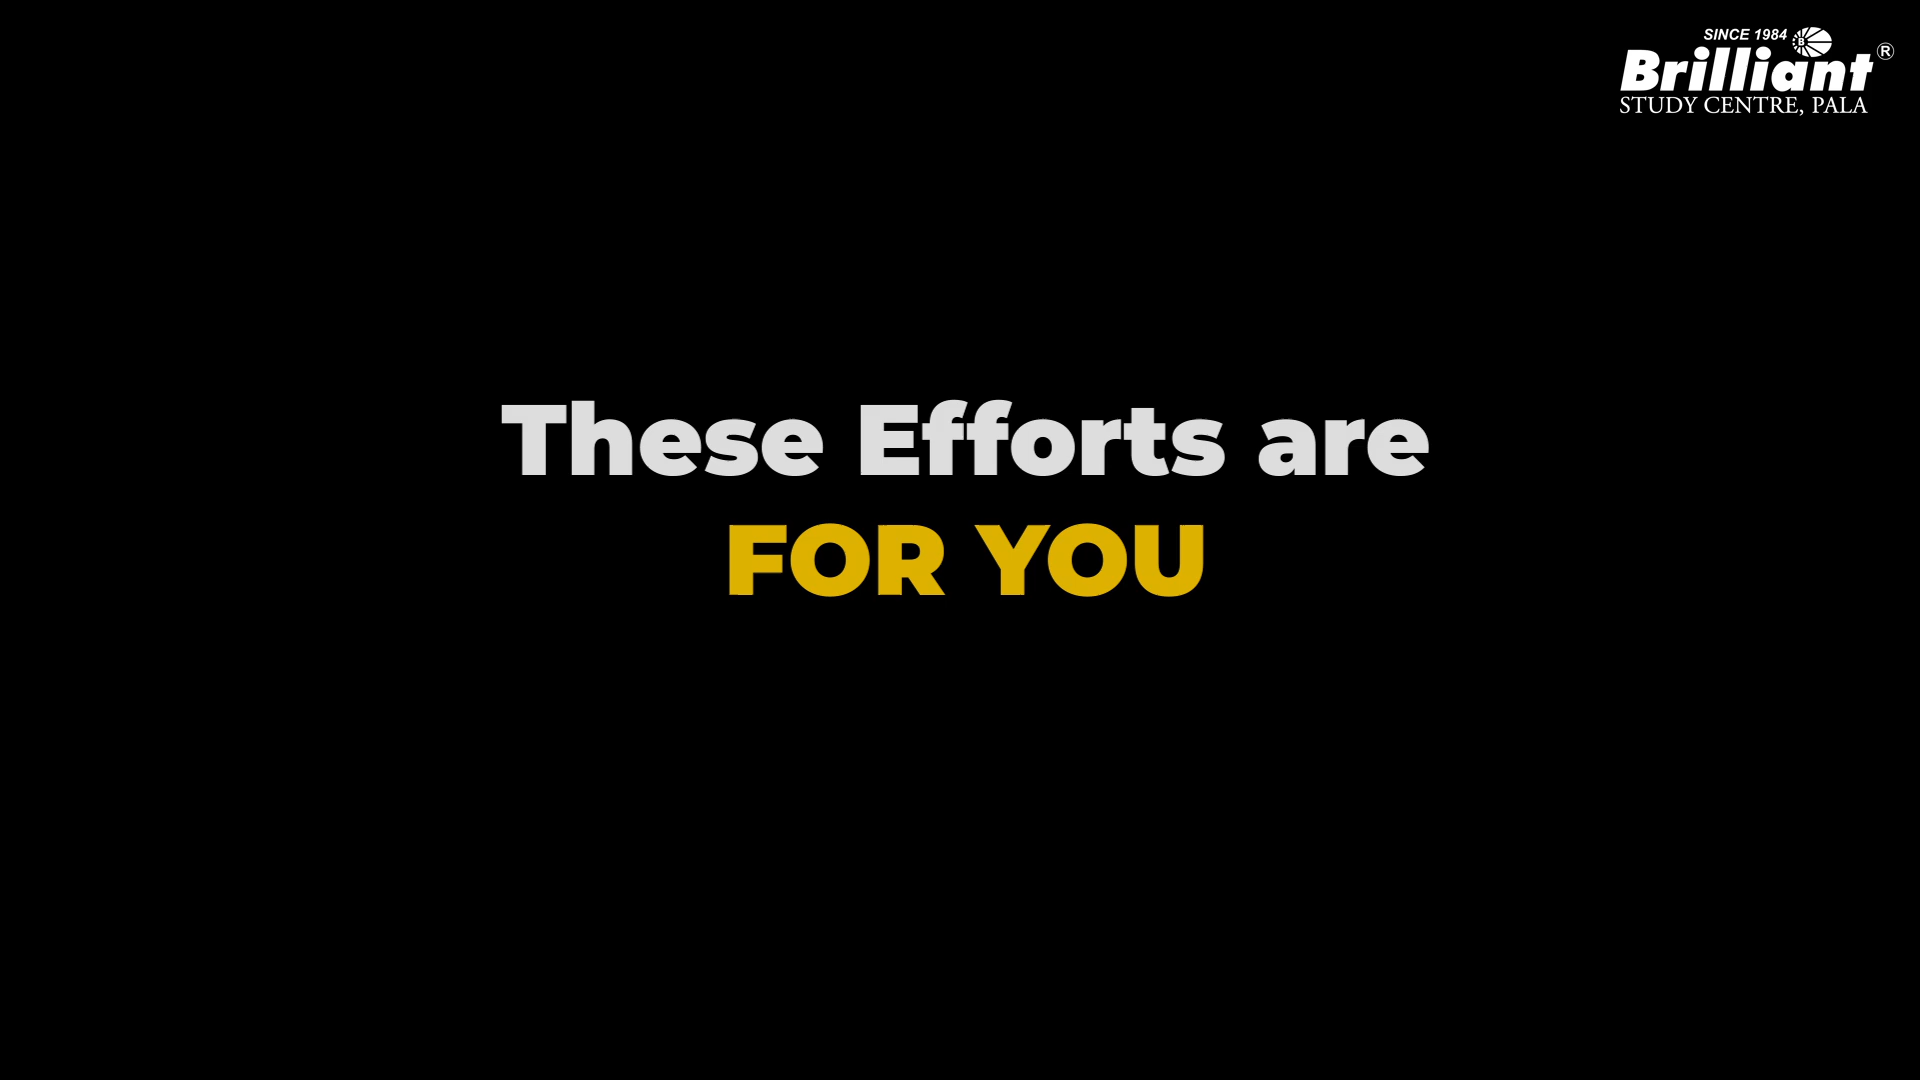 SINCE 1984
Brilliant®
STUDY CENTRE, PALA
These Efforts are
FOR YOU